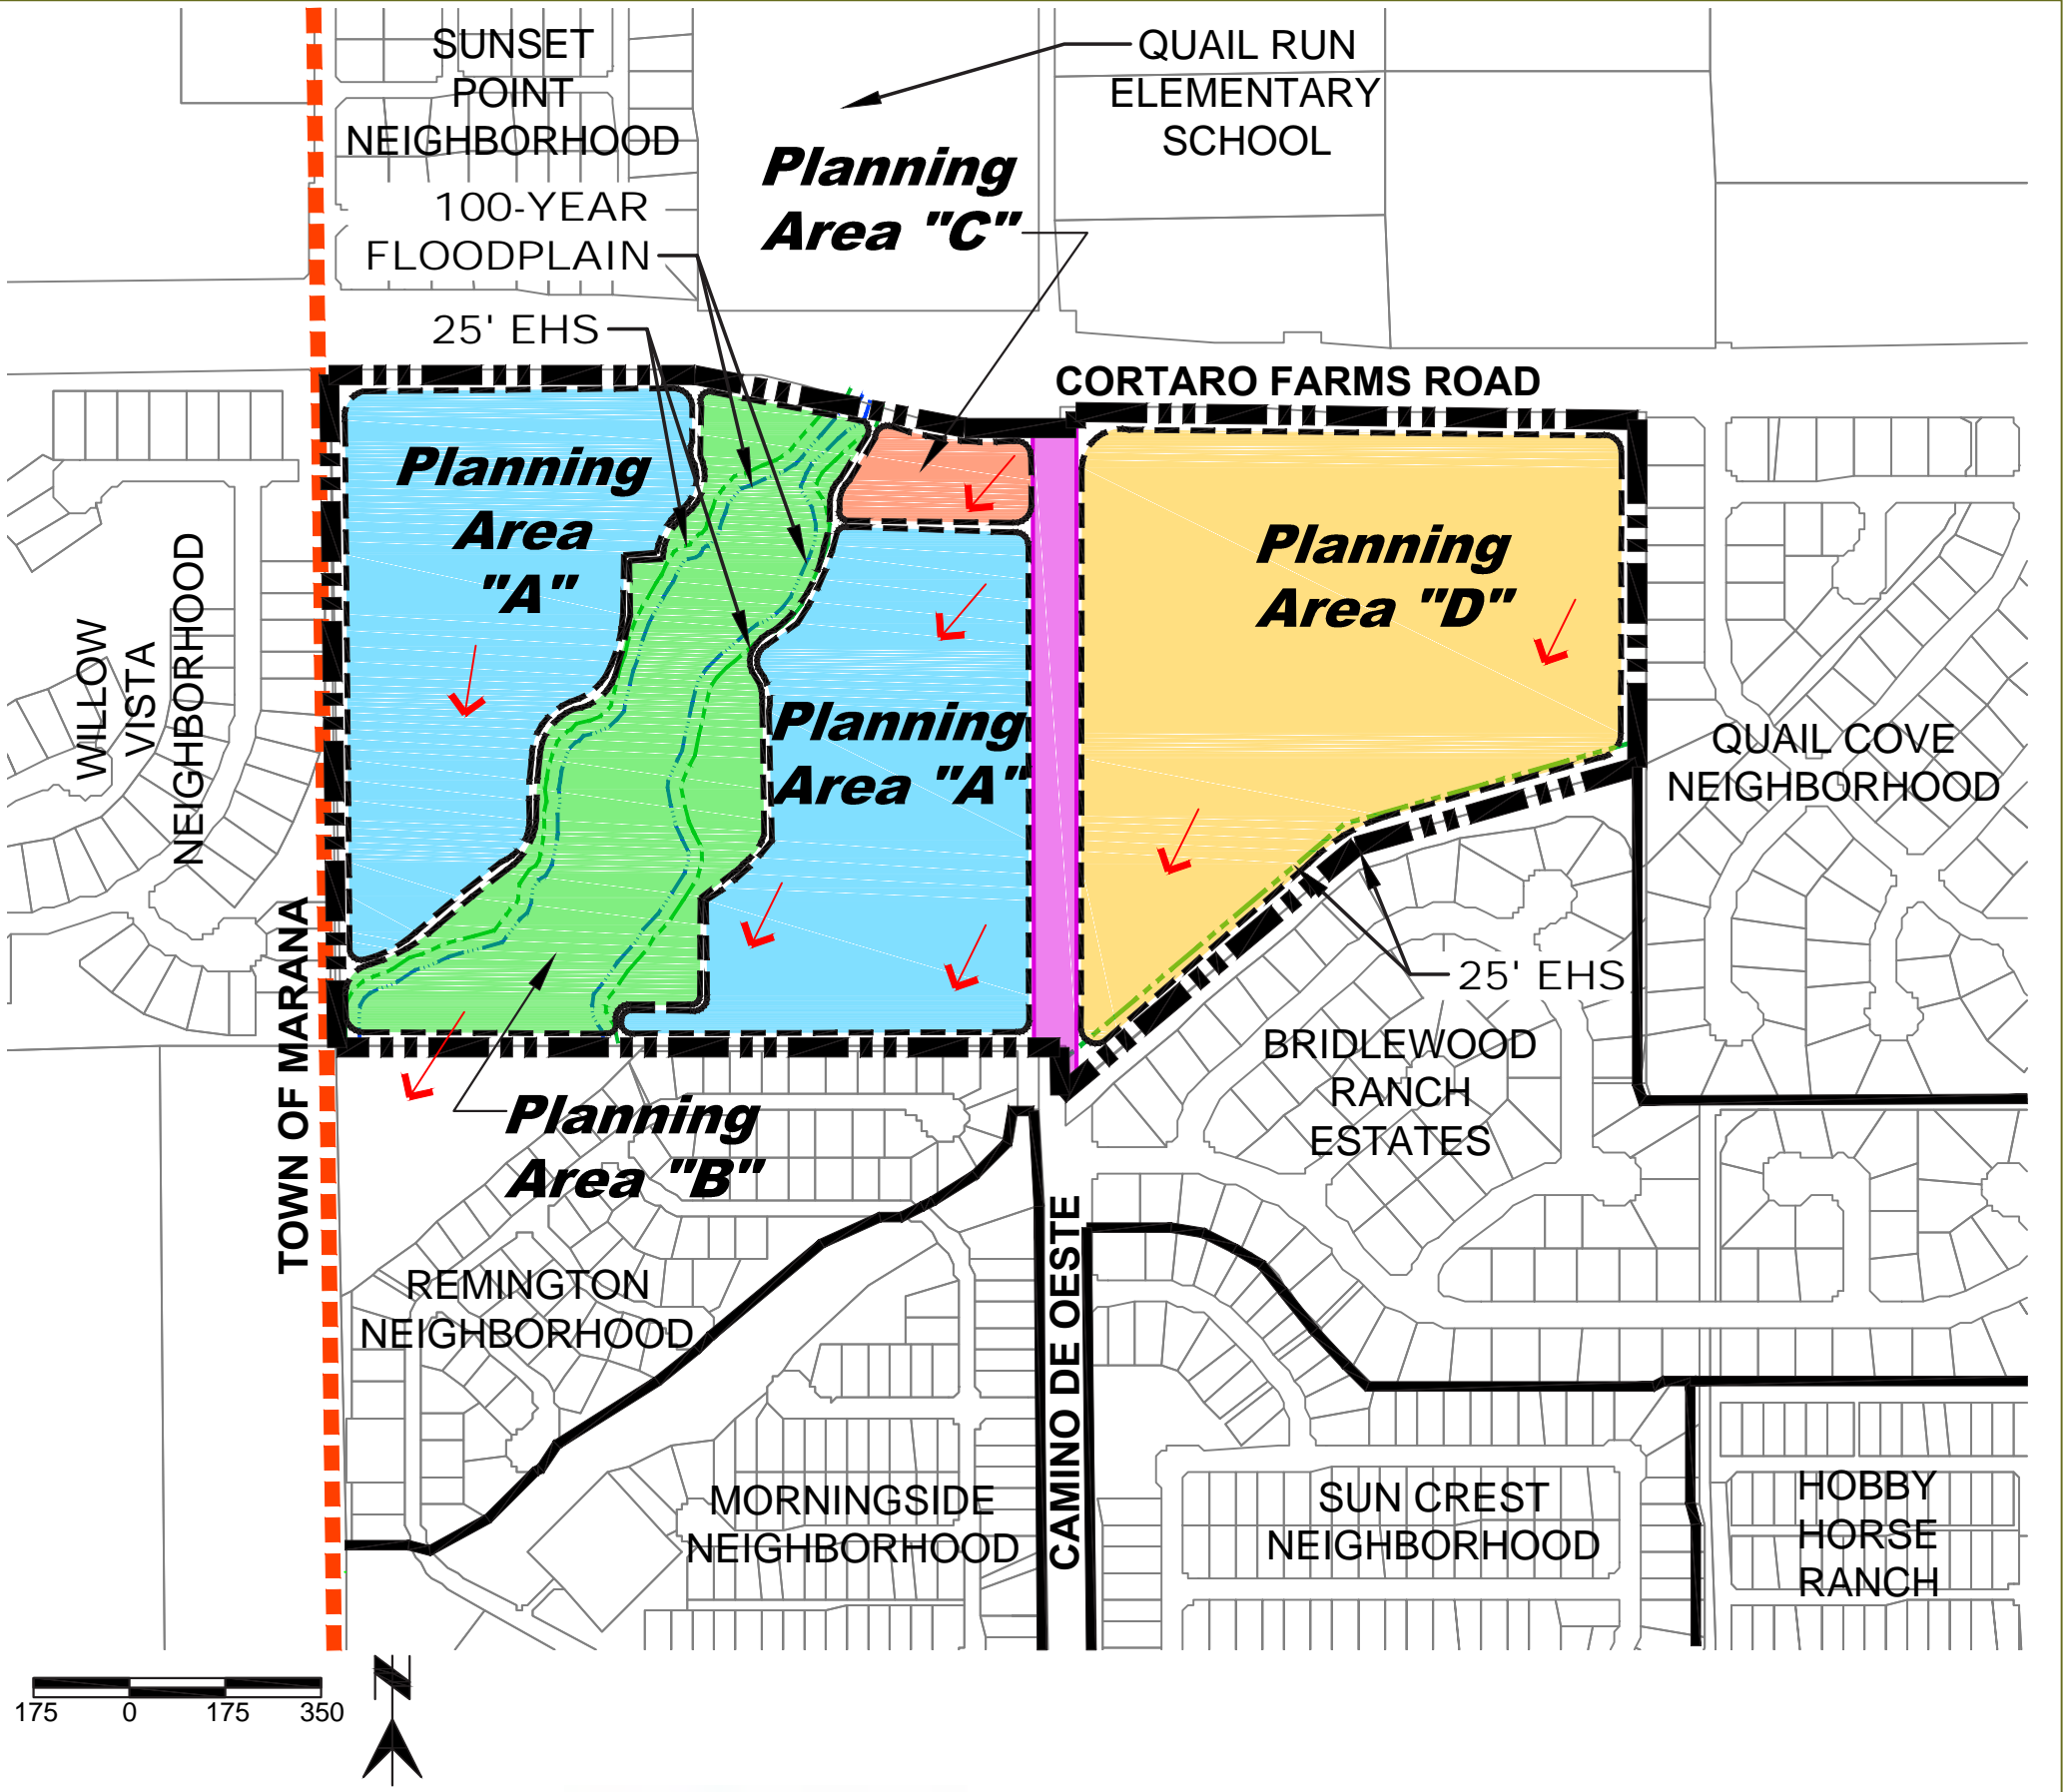 SUNSET
POINT
NEIGHBORHOOD
QUAIL RUN
ELEMENTARY
SCHOOL
Planning
Area "C"
100-YEAR
FLOODPLAIN
25' EHS
CORTARO FARMS ROAD
Planning
Area
"A"
Planning
Area "D"
WILLOW
VISTA
NEIGHBORHOOD
Planning
Area "A"
QUAIL COVE
NEIGHBORHOOD
TOWN OF MARANA
25' EHS
BRIDLEWOOD
RANCH
ESTATES
Planning
Area "B"
REMINGTON
NEIGHBORHOOD
CAMINO DE OESTE
MORNINGSIDE
NEIGHBORHOOD
SUN CREST
NEIGHBORHOOD
HOBBY
HORSE
RANCH
175 0 175 350
N